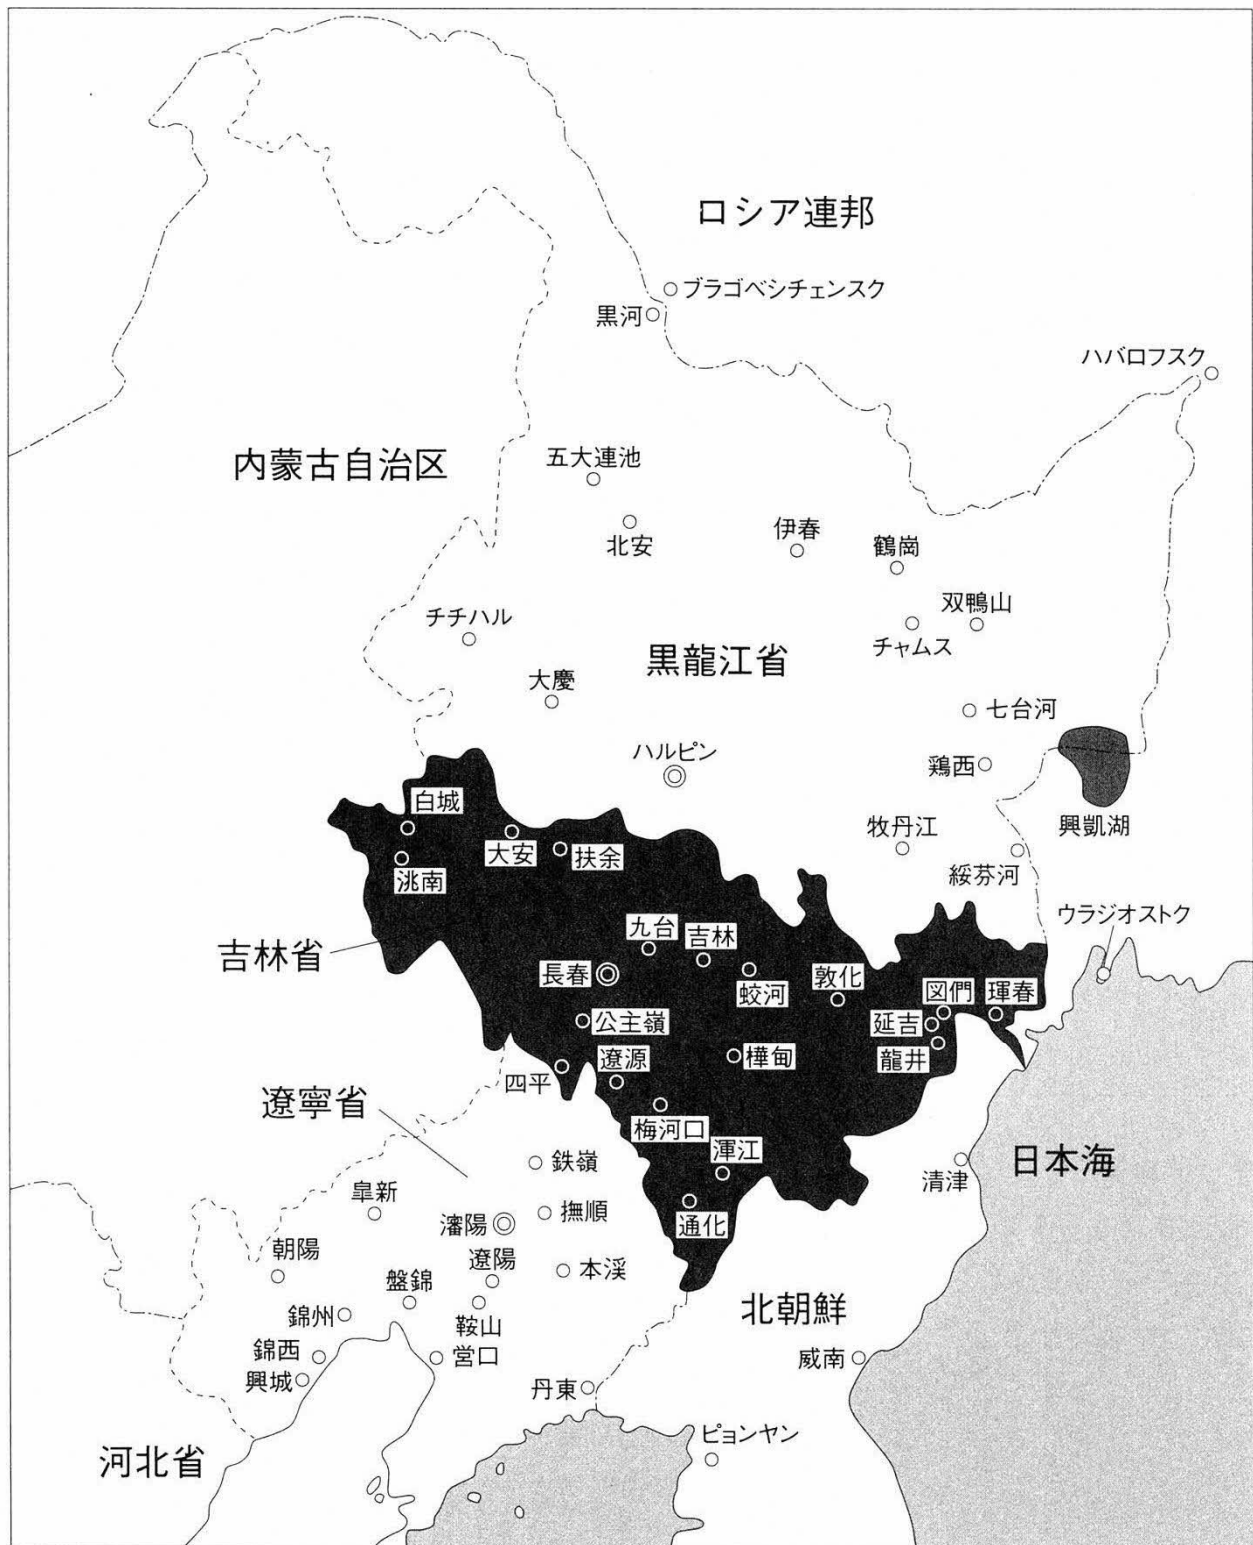 ロシア連邦
ブラゴベシチェンスク
黒河
ハバロフスク
内蒙古自治区
五大連池
北安
伊春
鶴崗
双鴨山
チャムス
チチハル
黒龍江省
大慶
七台河
ハルピン
鶏西
興凱湖
牡丹江
綏芬河
ウラジオストク
白城
大安
扶余
洮南
吉林省
九台
吉林
長春
蛟河
敦化
図們
琿春
延吉
龍井
公主嶺
樺甸
遼源
四平
梅河口
渾江
通化
遼寧省
鉄嶺
撫順
瀋陽
阜新
朝陽
遼陽
本渓
盤錦
鞍山
錦州
錦西
営口
興城
丹東
河北省
北朝鮮
清津
日本海
威南
ピョンヤン